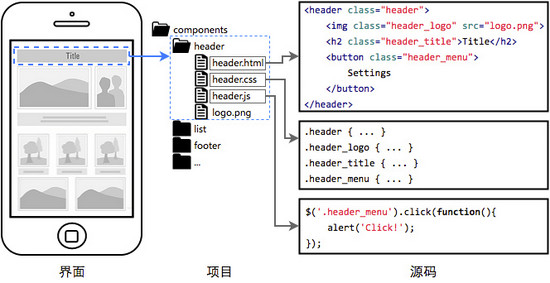 Title
components
header
header.html
header.css
header.js
logo.png
list
footer
...
<header class="header">
<img class="header_logo" src="logo.png">
<h2 class="header_title">Title</h2>
<button class="header_menu">
Settings
</button>
</header>
.header { ... }
.header_logo { ... }
.header_title { ... }
.header_menu { ... }
$('.header_menu').click(function(){
alert('Click!');
});
界面
项目
源码